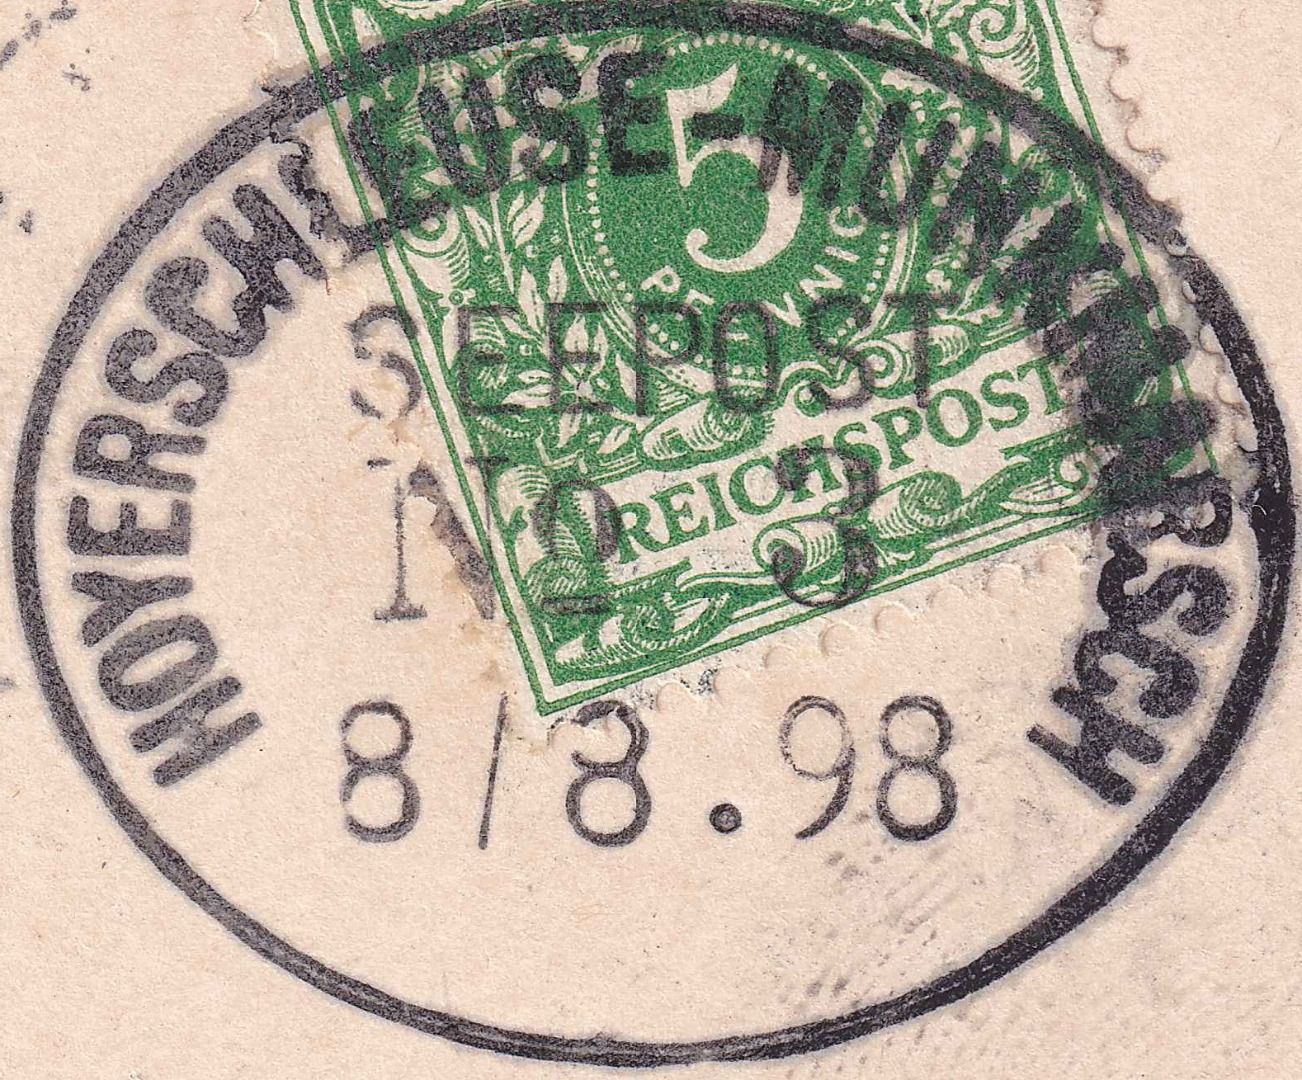 HOYERSCHLEUSE-MUNKMARSCH
SEEPOST
No 3
8/8.98
5
PFENNIG
REICHSPOST